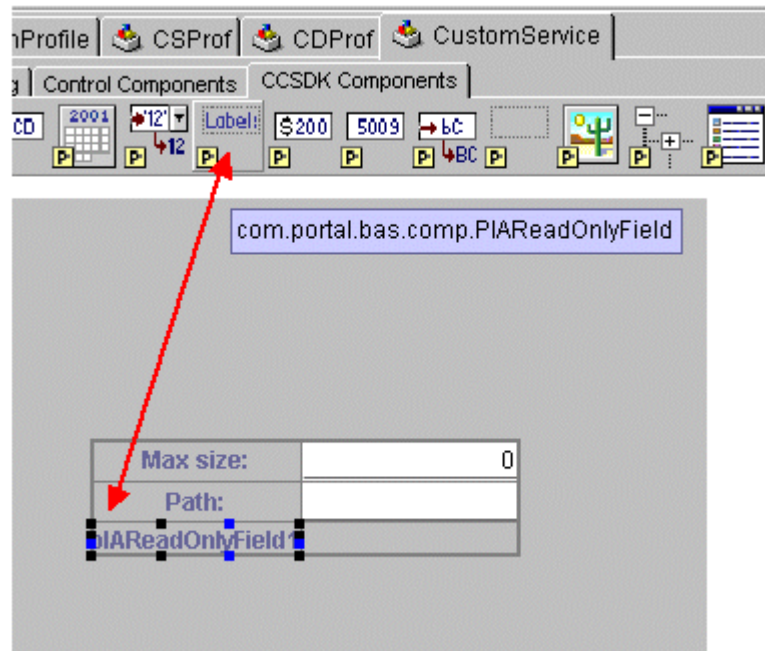 nProfile CSProf CDProf CustomService
g Control Components CCSDK Components
CD 2001 '12' 12 Label: $200 5009 bC BC
P P P P P P P P P P
com.portal.bas.comp.PIAReadOnlyField
Max size: 0
Path:
pIAReadOnlyField1